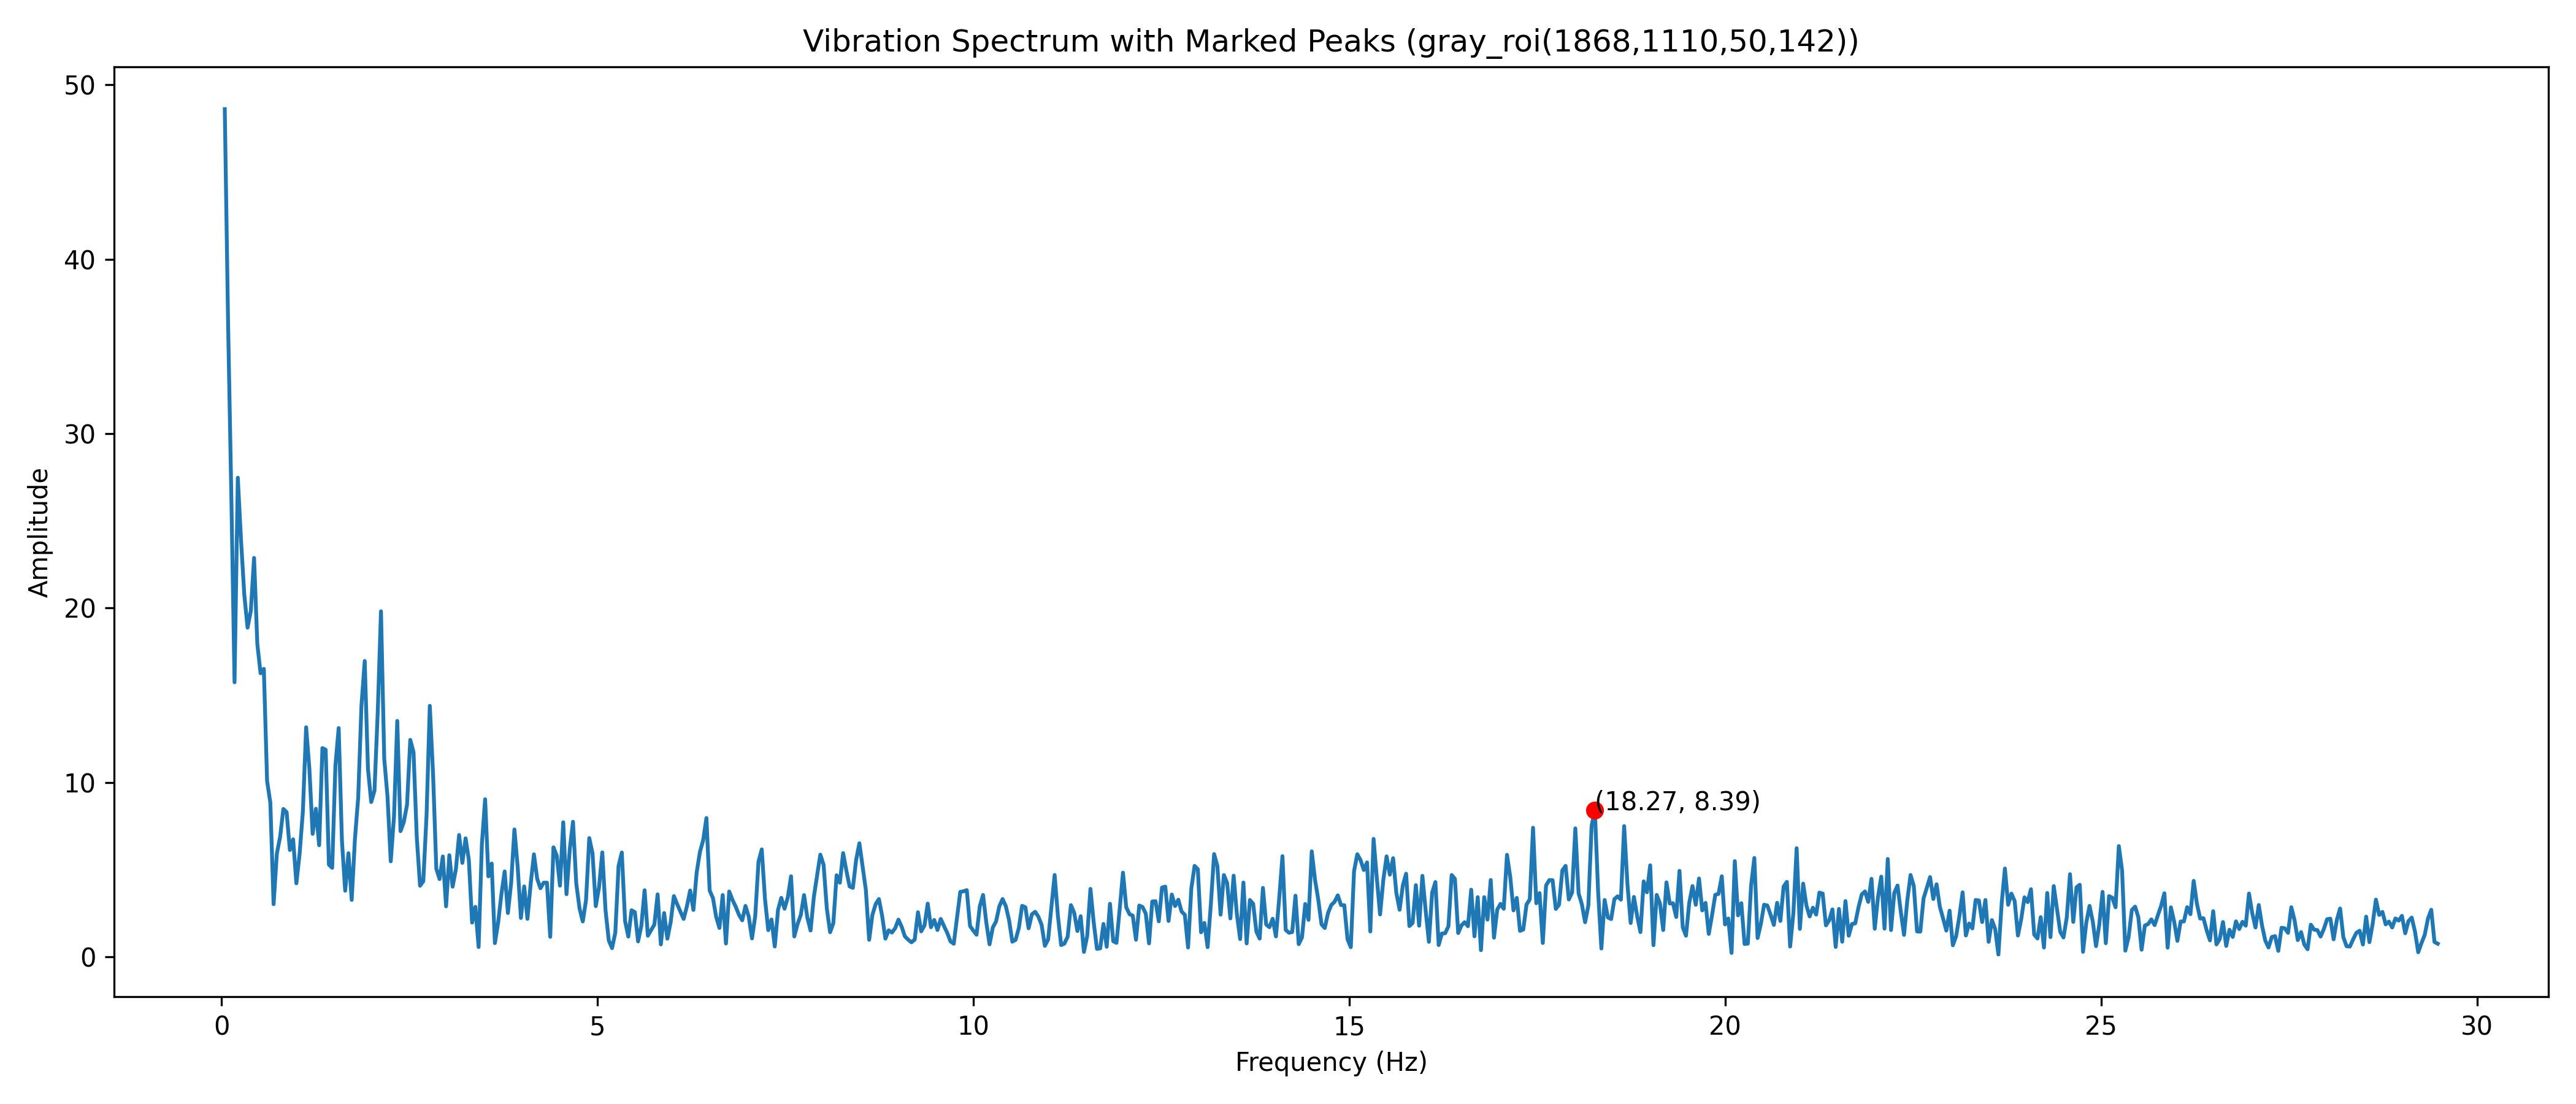 Vibration Spectrum with Marked Peaks (gray_roi(1868,1110,50,142))
50
40
30
20
10
0
Amplitude
(18.27, 8.39)
0 5 10 15 20 25 30
Frequency (Hz)